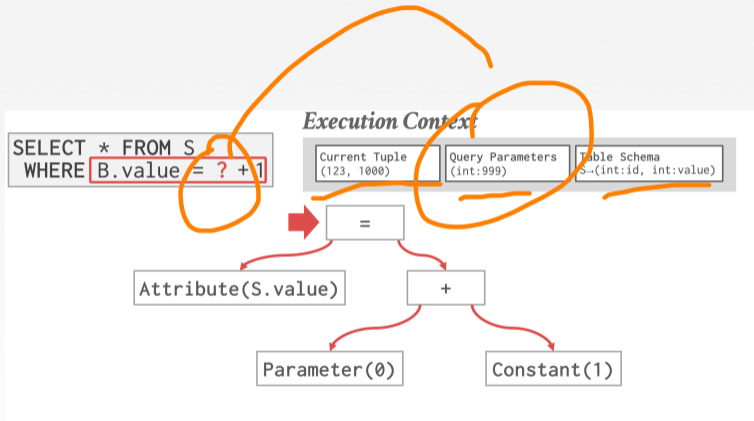 Execution Context
SELECT * FROM S
WHERE B.value = ? + 1
Current Tuple
(123, 1000)
Query Parameters
(int:999)
Table Schema
S→(int:id, int:value)
=
Attribute(S.value)
+
Parameter(0)
Constant(1)